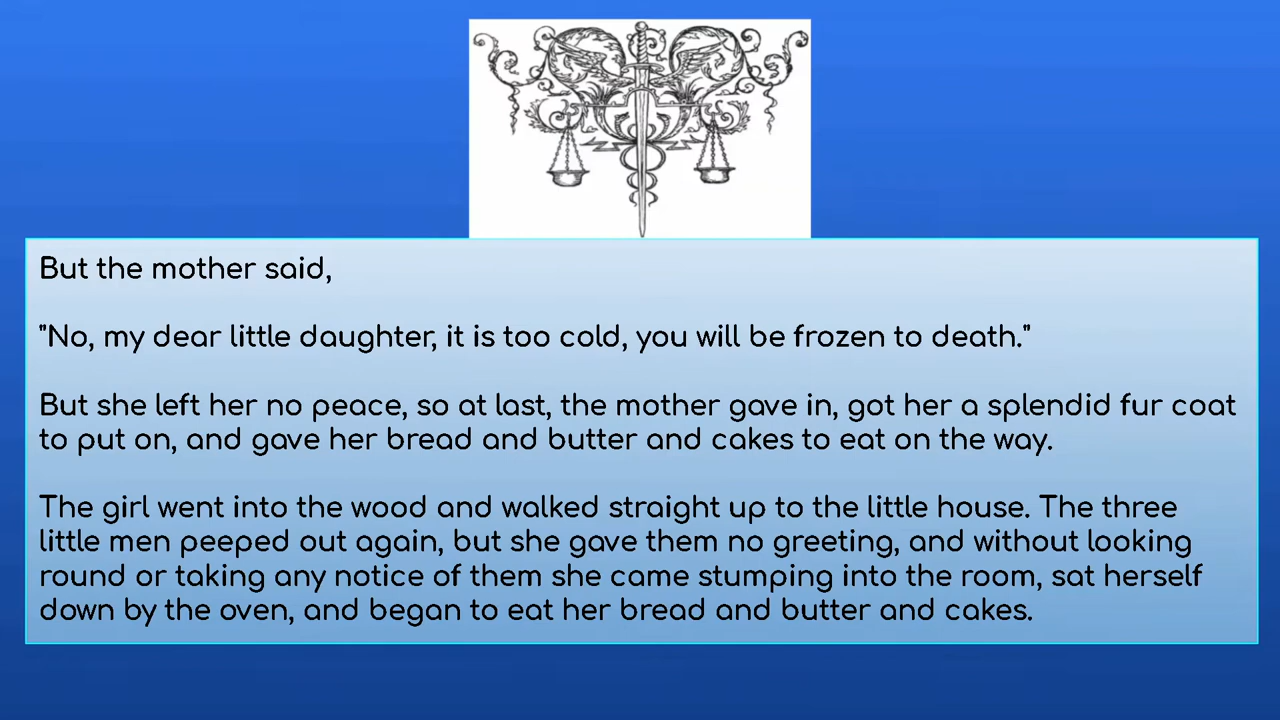 But the mother said,
"No, my dear little daughter, it is too cold, you will be frozen to death."
But she left her no peace, so at last, the mother gave in, got her a splendid fur coat
to put on, and gave her bread and butter and cakes to eat on the way.
The girl went into the wood and walked straight up to the little house. The three
little men peeped out again, but she gave them no greeting, and without looking
round or taking any notice of them she came stumping into the room, sat herself
down by the oven, and began to eat her bread and butter and cakes.